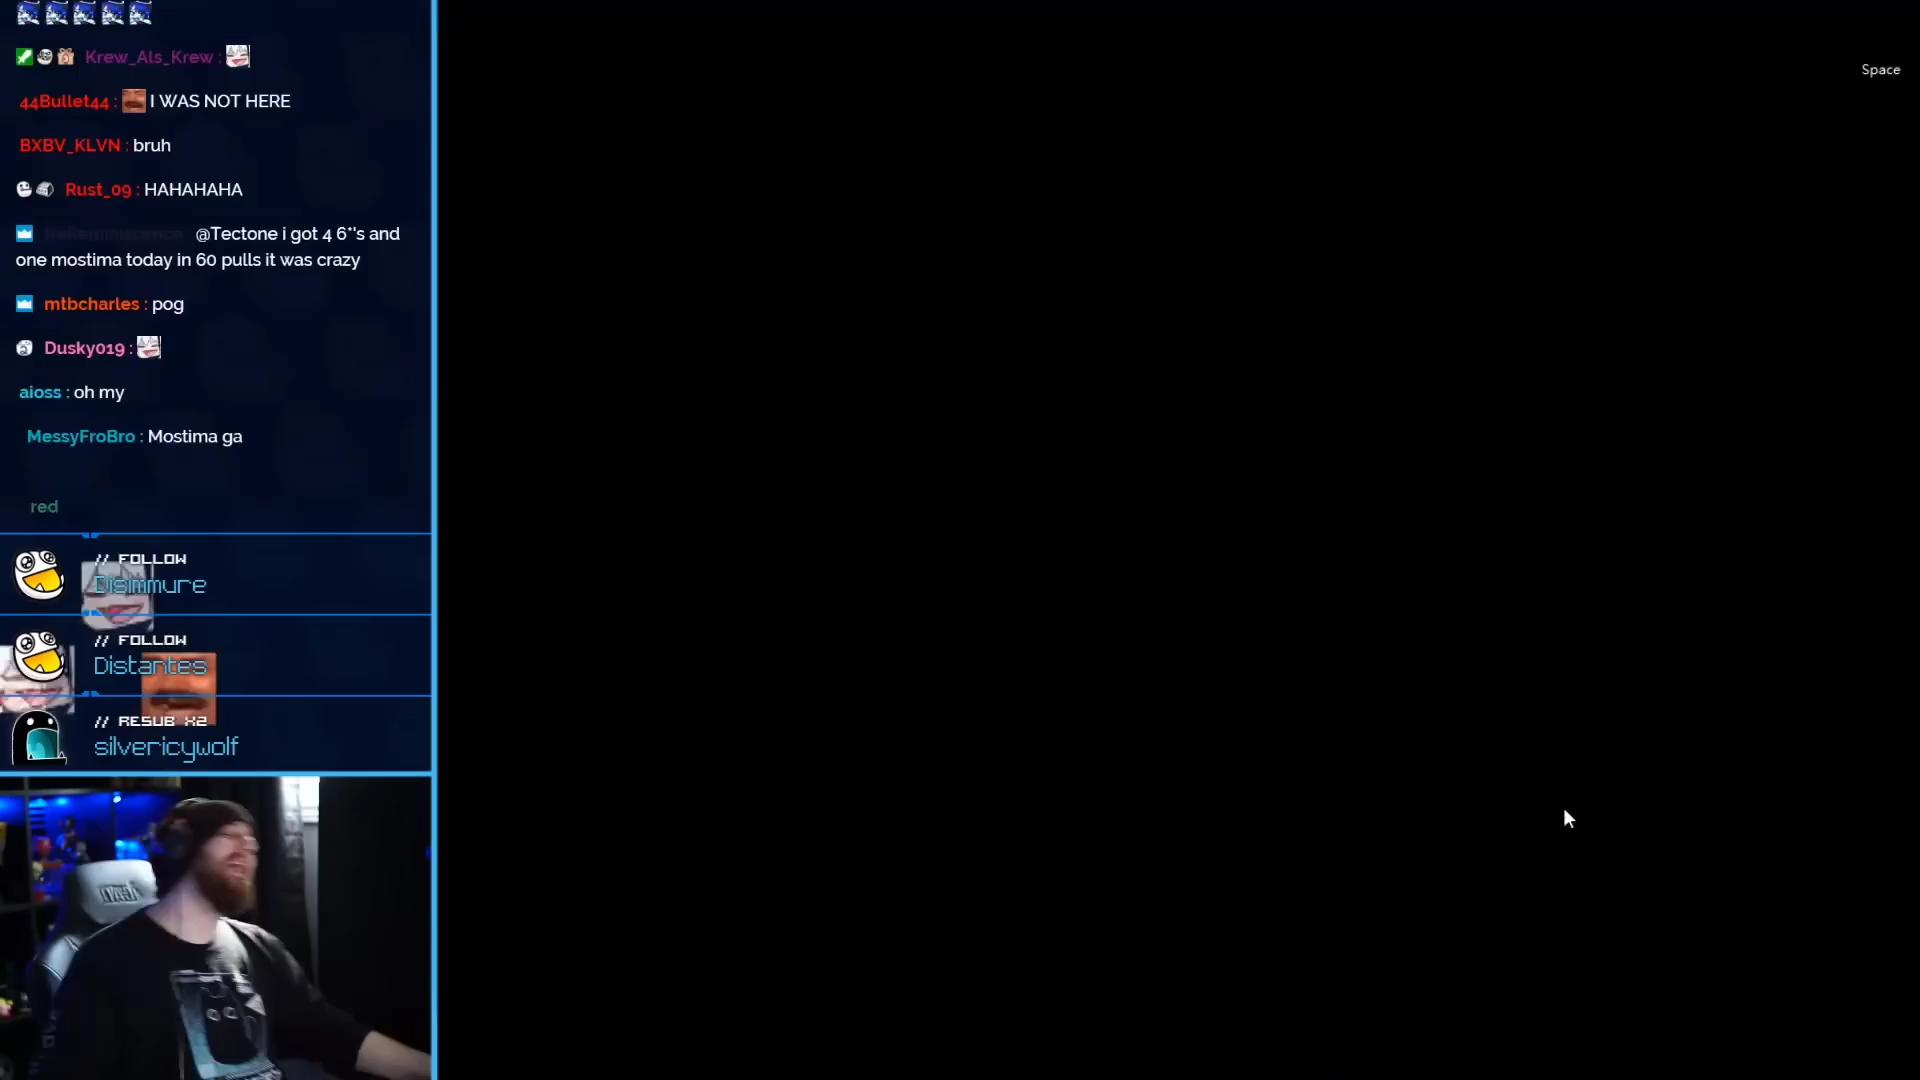 Krew_Als_Krew :
44Bullet44 : I WAS NOT HERE
BXBV_KLVN : bruh
Rust_09 : HAHAHAHA
@Tectone i got 4 6*'s and
one mostima today in 60 pulls it was crazy
mtbcharles : pog
Dusky019 :
aioss : oh my
MessyFroBro : Mostima ga
red
// FOLLOW
Disimmure
// FOLLOW
Distantes
// RESUB X2
silvericywolf
Space